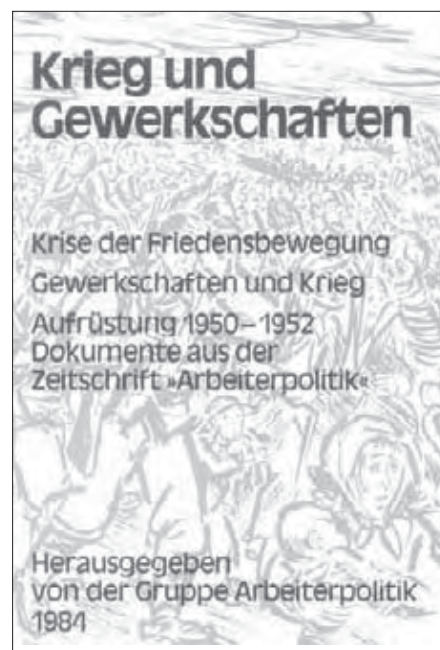 Krieg und
Gewerkschaften
Krise der Friedensbewegung
Gewerkschaften und Krieg
Aufrüstung 1950–1952
Dokumente aus der
Zeitschrift »Arbeiterpolitik«
Herausgegeben
von der Gruppe Arbeiterpolitik
1984